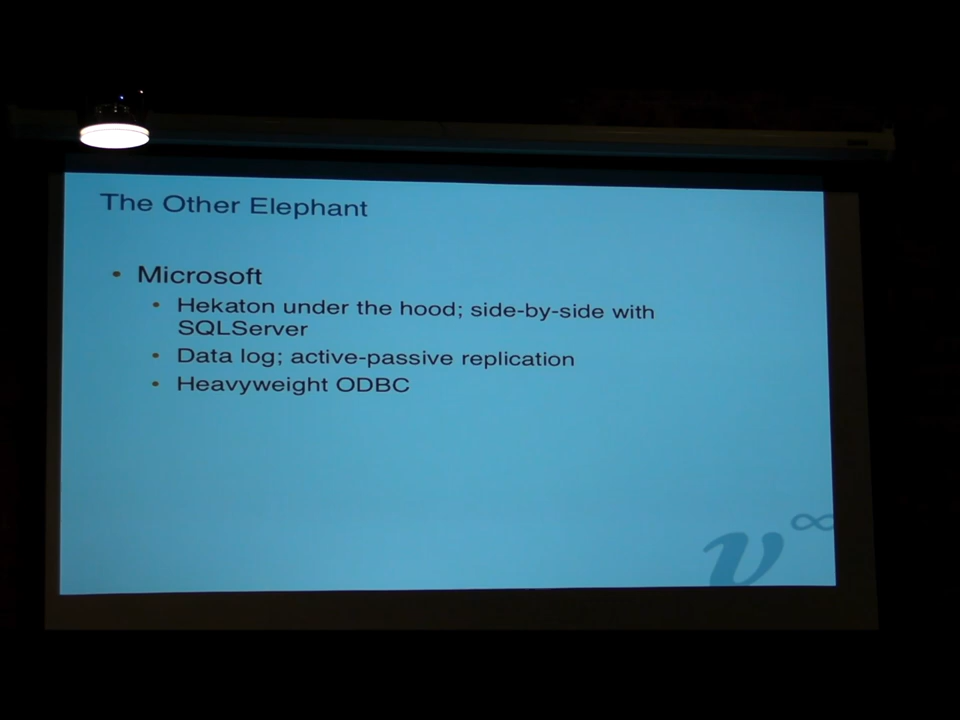 The Other Elephant
• Microsoft
• Hekaton under the hood; side-by-side with
SQLServer
• Data log; active-passive replication
• Heavyweight ODBC
υ∞